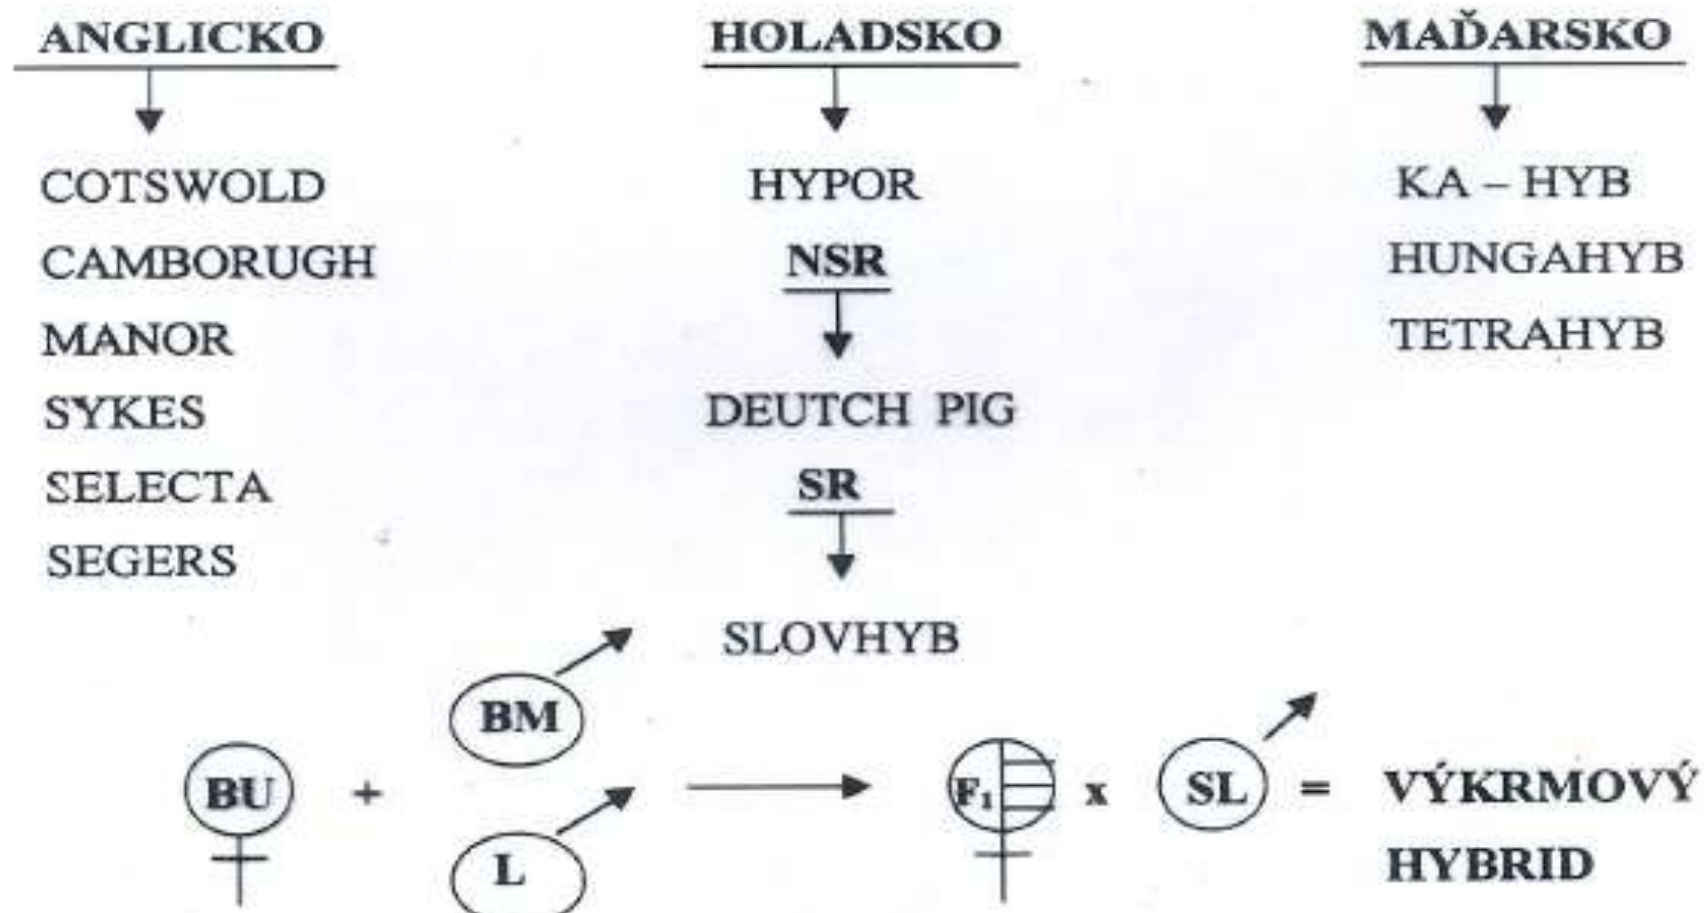 ANGLICKO
COTSWOLD
CAMBORUGH
MANOR
SYKES
SELECTA
SEGERS
HOLADSKO
HYPOR
NSR
DEUTCH PIG
SR
SLOVHYB
MAĎARSKO
KA – HYB
HUNGAHYB
TETRAHYB
BM
BU + F₁ x SL = VÝKRMOVÝ
L HYBRID